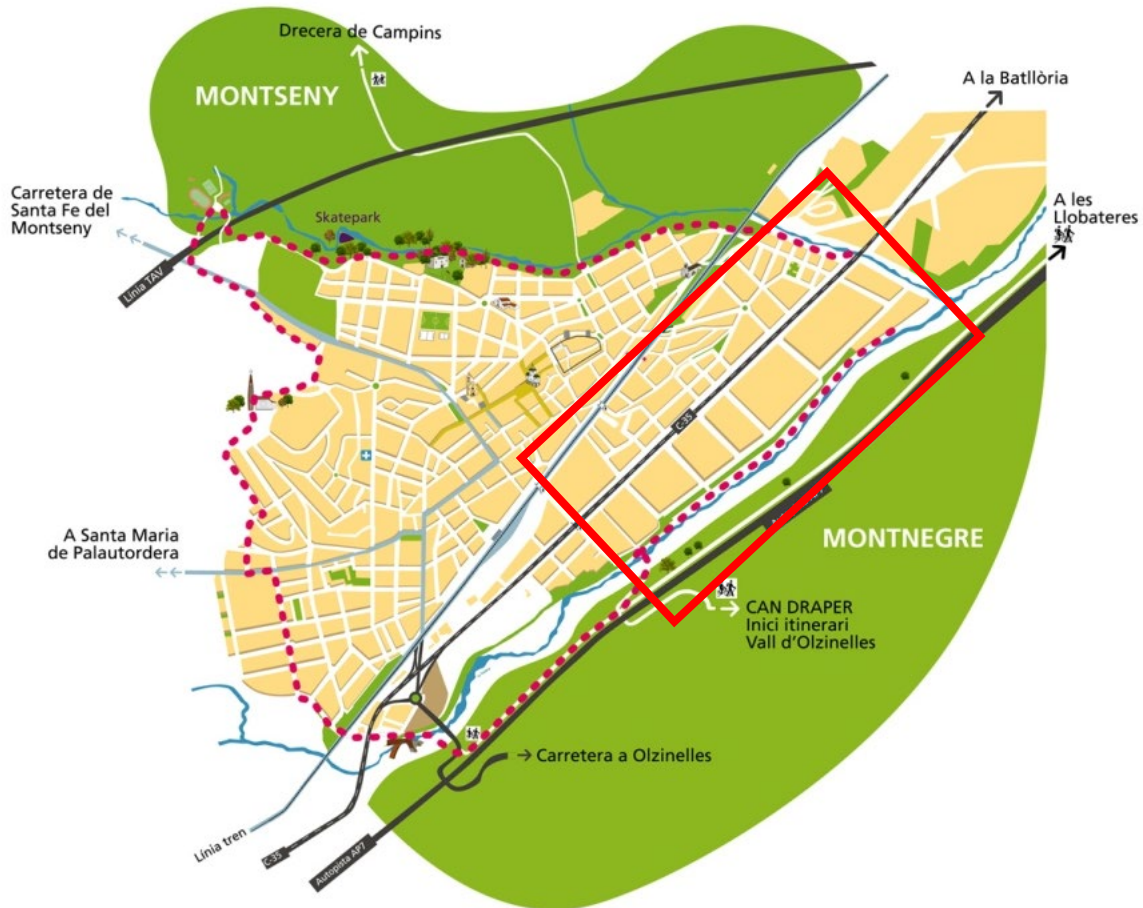 Drecera de Campins
MONTSENY
A la Batllòria
Carretera de
Santa Fe del
Montseny
A les
Llobateres
Skatepark
Línia TAV
C-35
A Santa Maria
de Palautordera
MONTNEGRE
CAN DRAPER
Inici itinerari
Vall d'Olzinelles
→ Carretera a Olzinelles
Línia tren
C-35
Autopista AP7